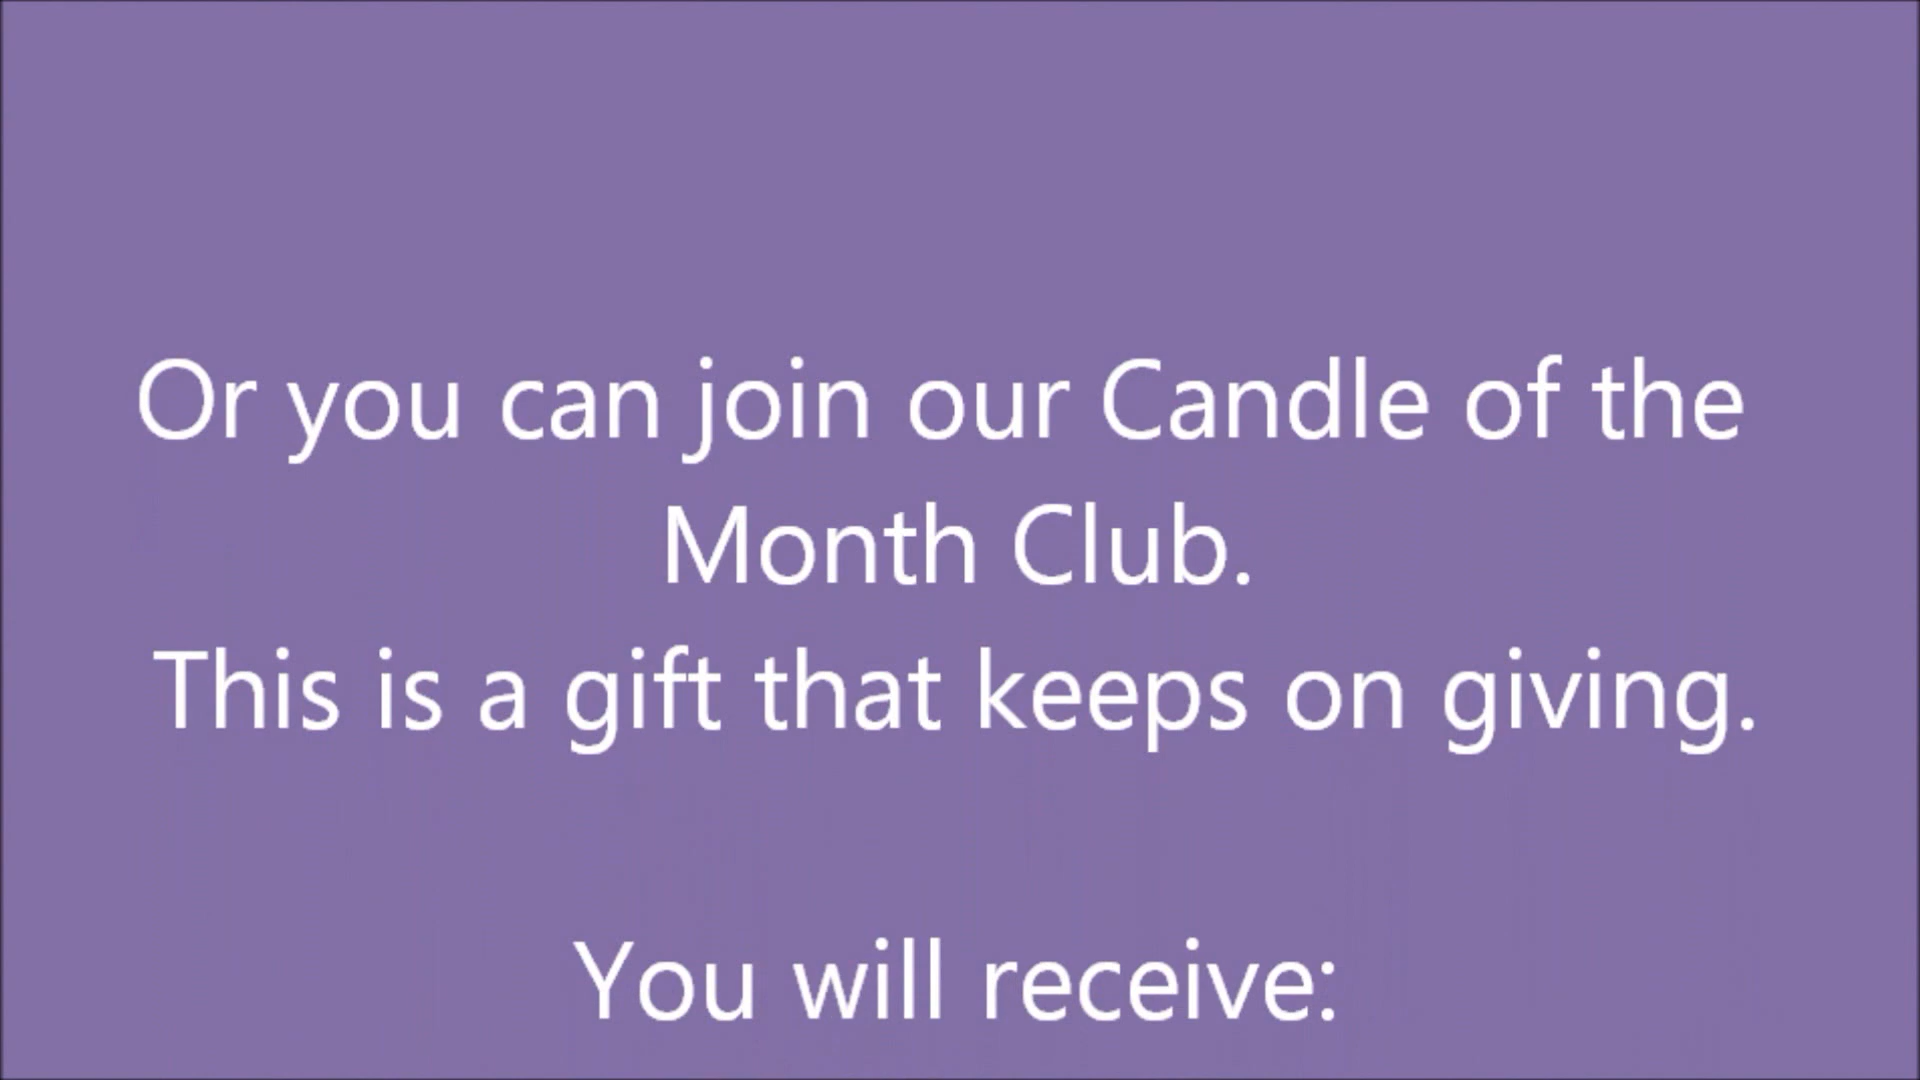 Or you can join our Candle of the
Month Club.
This is a gift that keeps on giving.
You will receive: